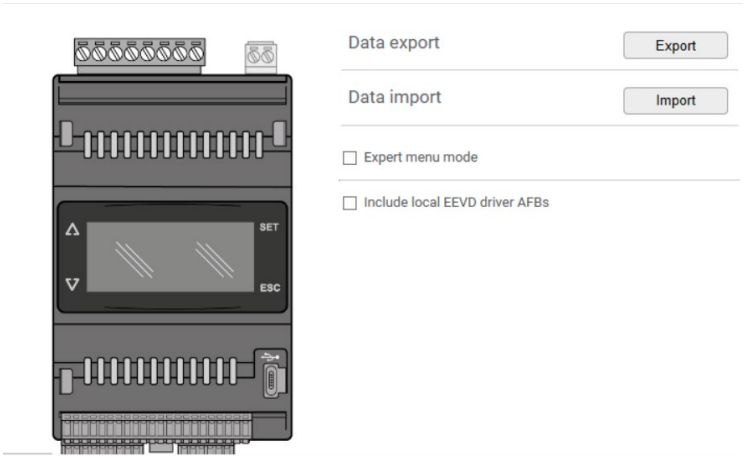 Data export
Export
Data import
Import
Expert menu mode
Include local EEVD driver AFBs
SET
ESC